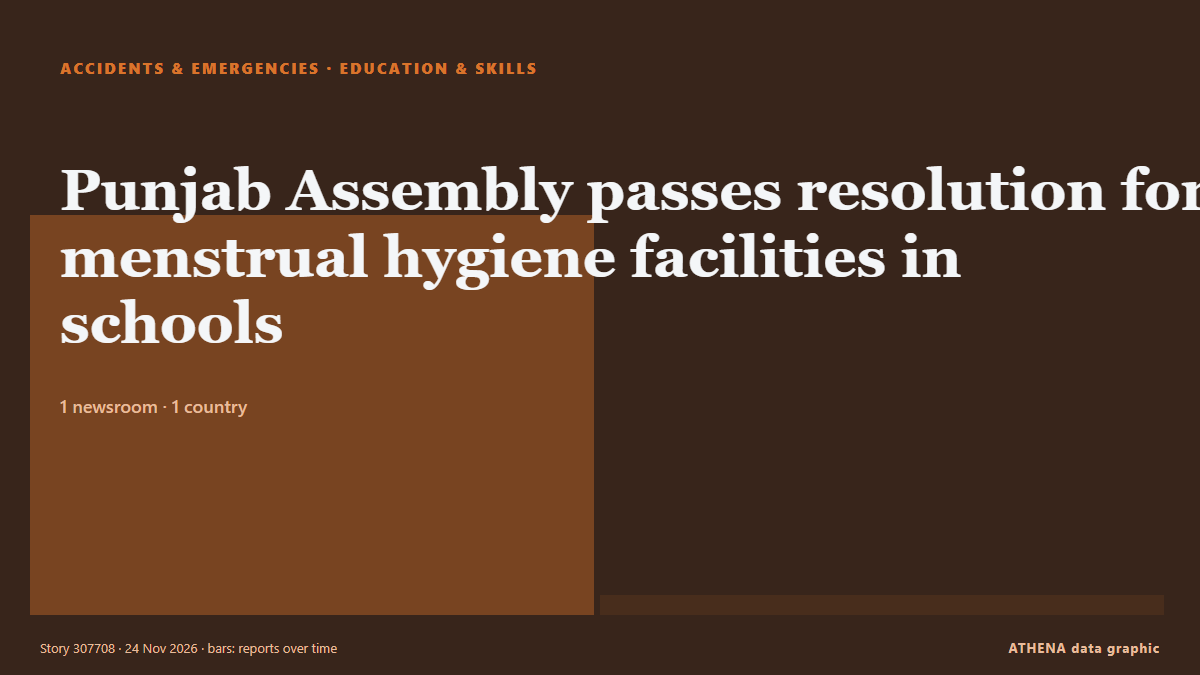 ACCIDENTS & EMERGENCIES · EDUCATION & SKILLS
Punjab Assembly passes resolution for
menstrual hygiene facilities in
schools
1 newsroom · 1 country
Story 307708 · 24 Nov 2026 · bars: reports over time
ATHENA data graphic